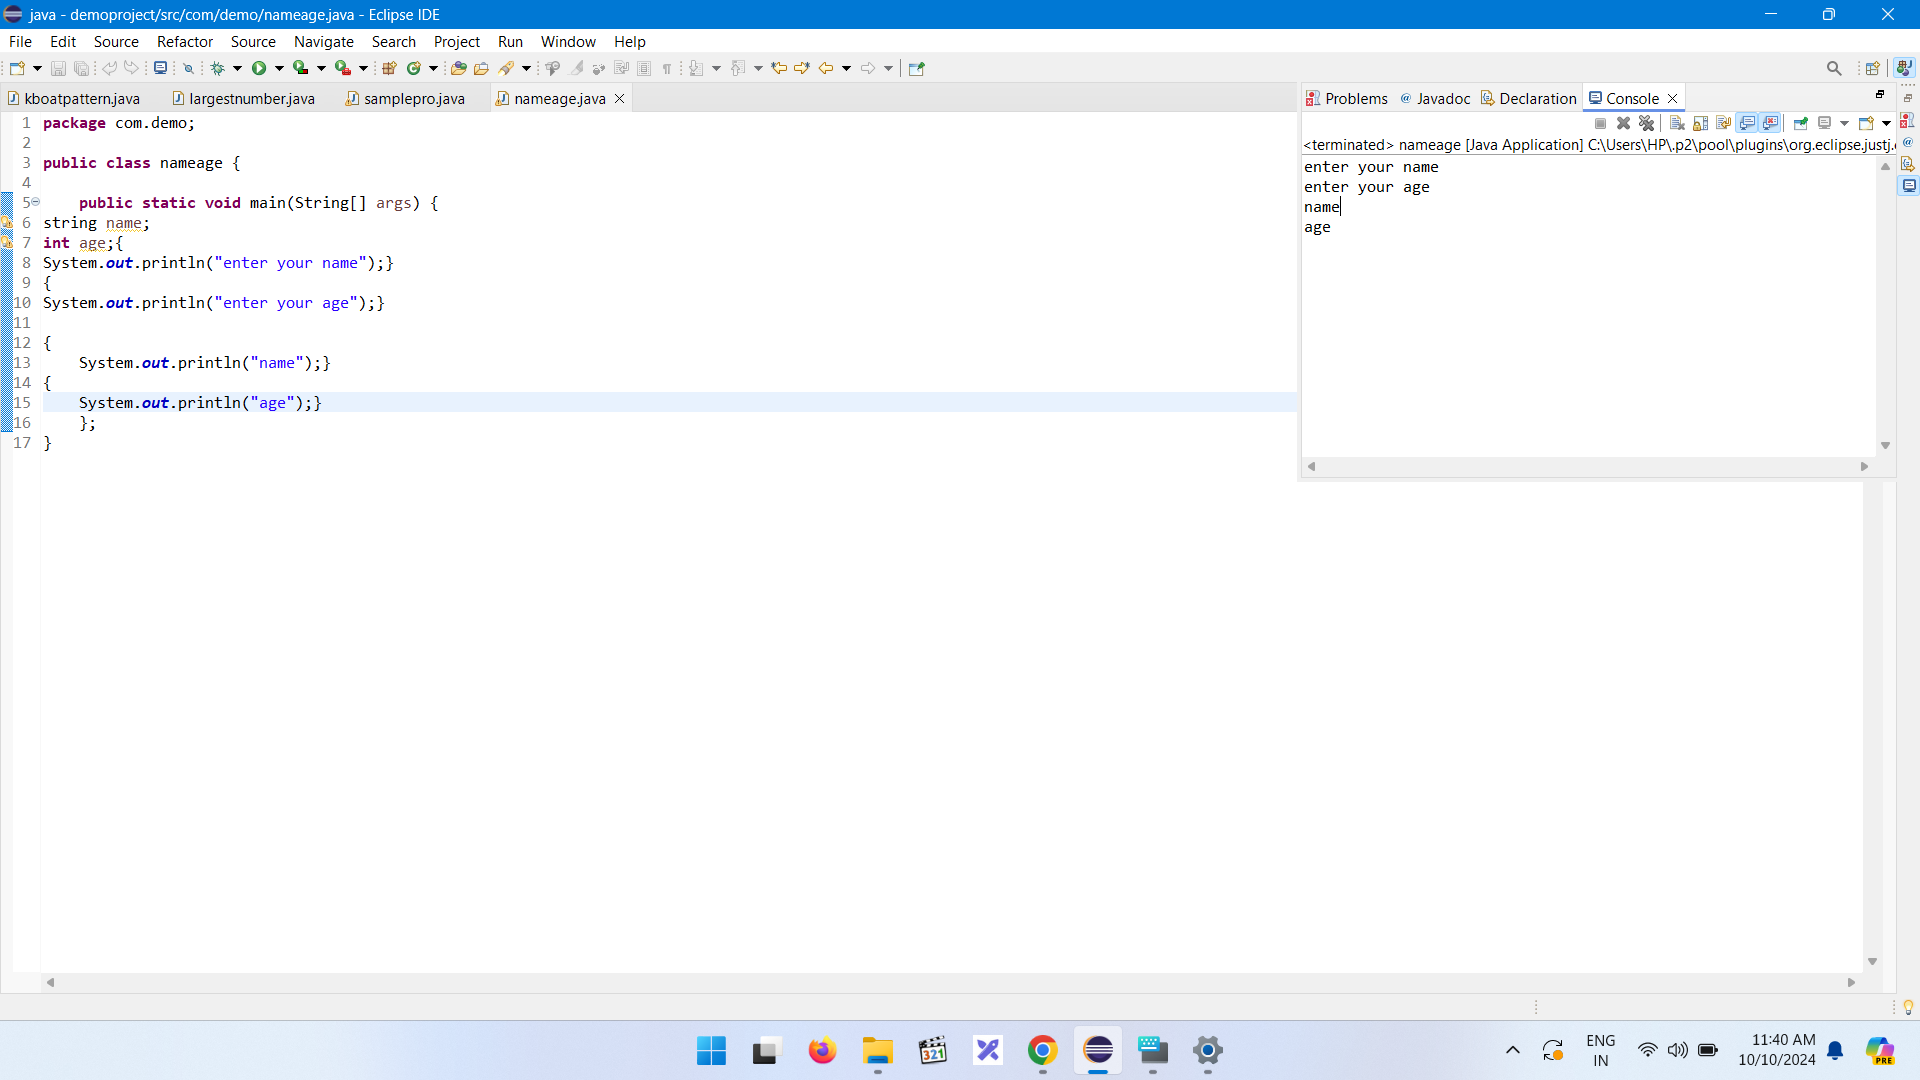 java - demoproject/src/com/demo/nameage.java - Eclipse IDE
File Edit Source Refactor Source Navigate Search Project Run Window Help
kboatpattern.java largestnumber.java samplepro.java nameage.java
1 package com.demo;
2
3 public class nameage {
4
5 public static void main(String[] args) {
6 string name;
7 int age;{
8 System.out.println("enter your name");}
9 {
10 System.out.println("enter your age");}
11
12 {
13 System.out.println("name");}
14 {
15 System.out.println("age");}
16 };
17 }
Problems Javadoc Declaration Console
<terminated> nameage [Java Application] C:\Users\HP\.p2\pool\plugins\org.eclipse.justj.
enter your name
enter your age
name
age
321
ENG
IN
11:40 AM
10/10/2024
PRE